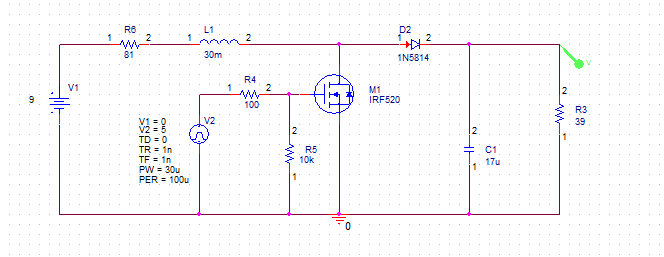 R6
1 2
81
L1
1 2
30m
D2
1 2
1N5814
V
V1
9
R4
1 2
100
M1
IRF520
V1 = 0
V2 = 5
TD = 0
TR = 1n
TF = 1n
PW = 30u
PER = 100u
V2
2
R5
10k
1
2
C1
17u
1
2
R3
39
1
0